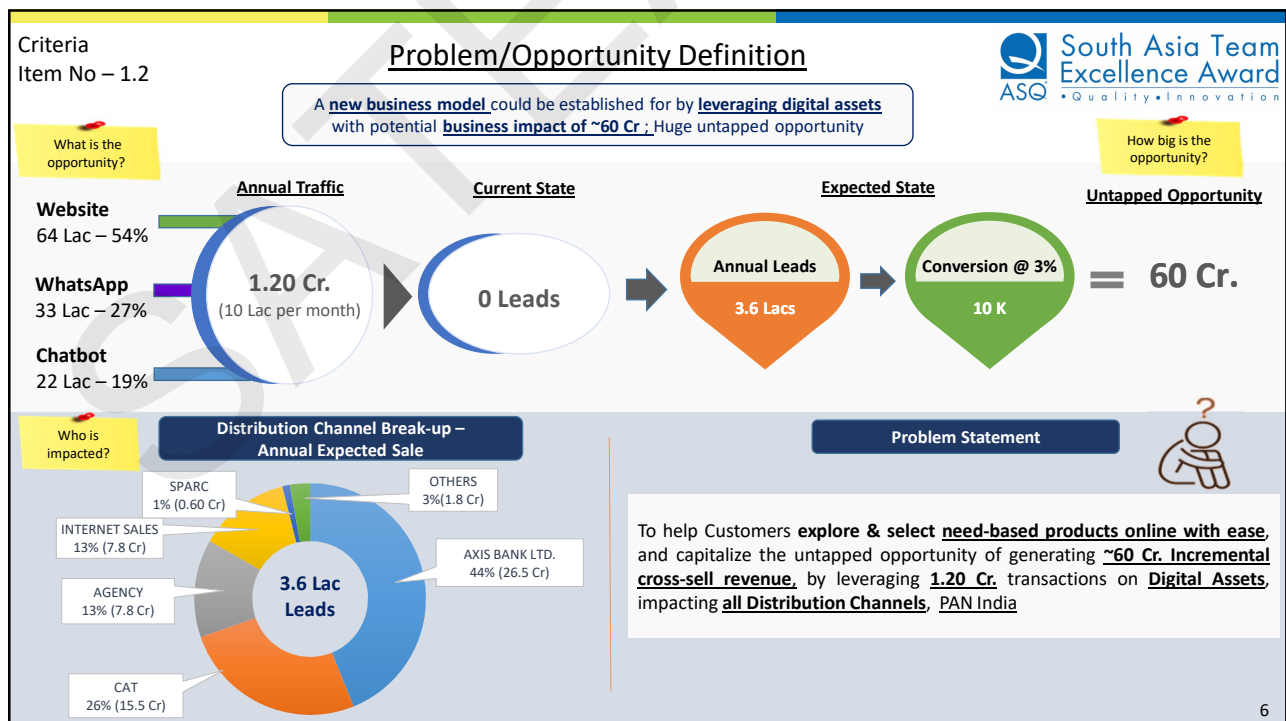 Criteria
Item No – 1.2
Problem/Opportunity Definition
ASQ
South Asia Team
Excellence Award
• Quality • Innovation
A new business model could be established for by leveraging digital assets
with potential business impact of ~60 Cr ; Huge untapped opportunity
What is the
opportunity?
How big is the
opportunity?
Annual Traffic
Current State
Expected State
Untapped Opportunity
Website
64 Lac – 54%
WhatsApp
33 Lac – 27%
Chatbot
22 Lac – 19%
1.20 Cr.
(10 Lac per month)
0 Leads
Annual Leads
3.6 Lacs
Conversion @ 3%
10 K
=
60 Cr.
Who is
impacted?
Distribution Channel Break-up –
Annual Expected Sale
SPARC
1% (0.60 Cr)
OTHERS
3%(1.8 Cr)
INTERNET SALES
13% (7.8 Cr)
AXIS BANK LTD.
44% (26.5 Cr)
AGENCY
13% (7.8 Cr)
CAT
26% (15.5 Cr)
3.6 Lac
Leads
Problem Statement
?
To help Customers explore & select need-based products online with ease,
and capitalize the untapped opportunity of generating ~60 Cr. Incremental
cross-sell revenue, by leveraging 1.20 Cr. transactions on Digital Assets,
impacting all Distribution Channels, PAN India
6
SATE